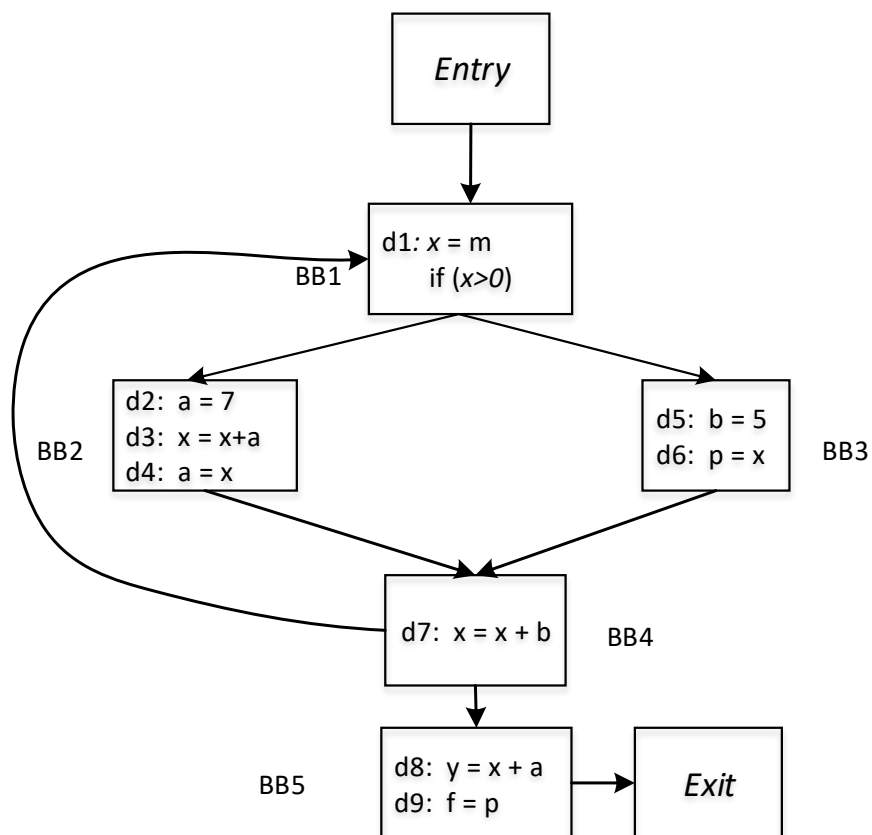 Entry
d1: x = m
if (x>0)
BB1
d2: a = 7
d3: x = x+a
d4: a = x
BB2
d5: b = 5
d6: p = x
BB3
d7: x = x + b
BB4
d8: y = x + a
d9: f = p
BB5
Exit